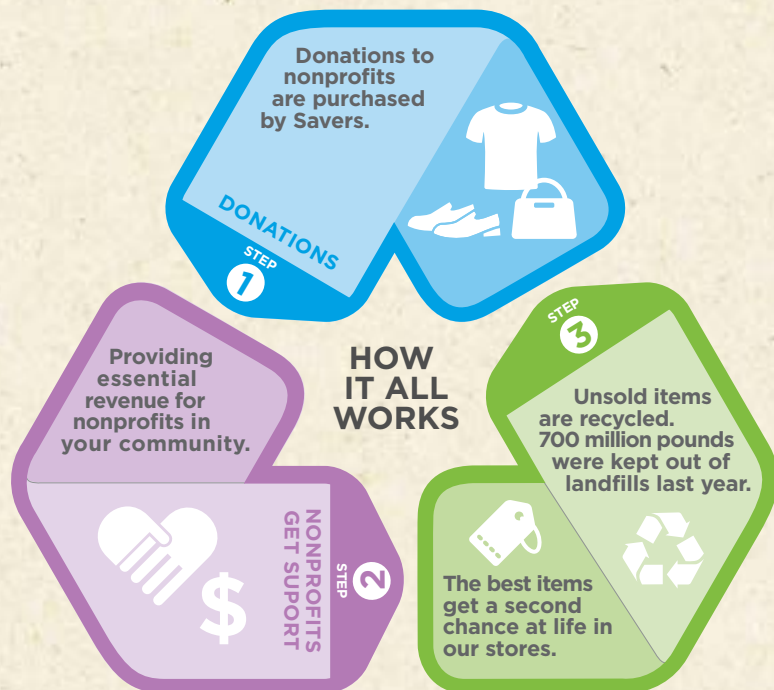 Donations to
nonprofits
are purchased
by Savers.
DONATIONS
STEP
1
HOW
IT ALL
WORKS
Providing
essential
revenue for
nonprofits in
your community.
NONPROFITS
GET SUPORT
STEP
2
$
STEP
3
Unsold items
are recycled.
700 million pounds
were kept out of
landfills last year.
The best items
get a second
chance at life in
our stores.